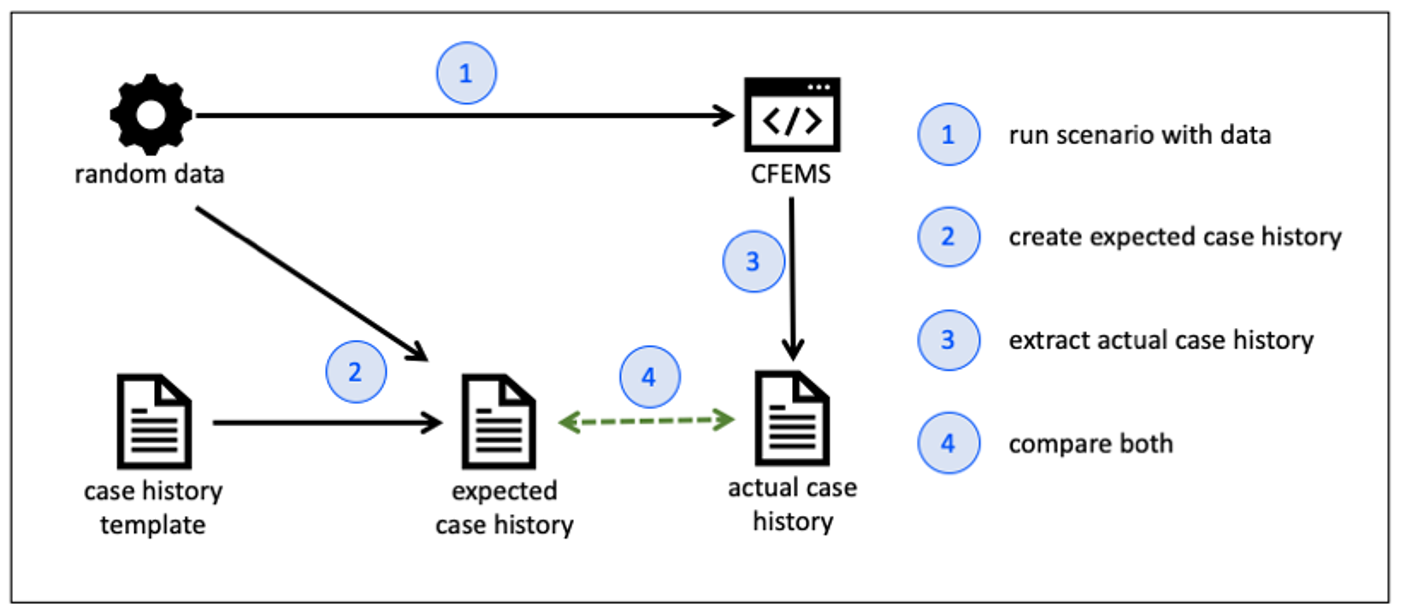 1
random data
CFEMS
</>
3
2
4
case history
template
expected
case history
actual case
history
1 run scenario with data
2 create expected case history
3 extract actual case history
4 compare both